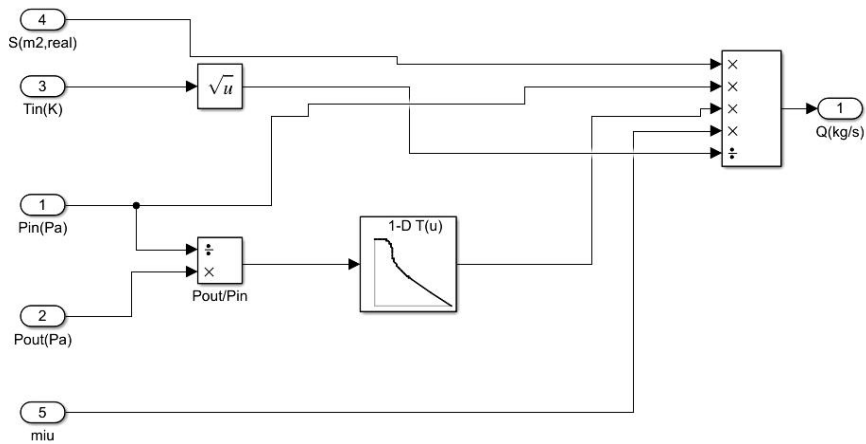 4
S(m2,real)
3
Tin(K)
√u
×
×
×
×
÷
1
Q(kg/s)
1
Pin(Pa)
÷
×
Pout/Pin
1-D T(u)
2
Pout(Pa)
5
miu